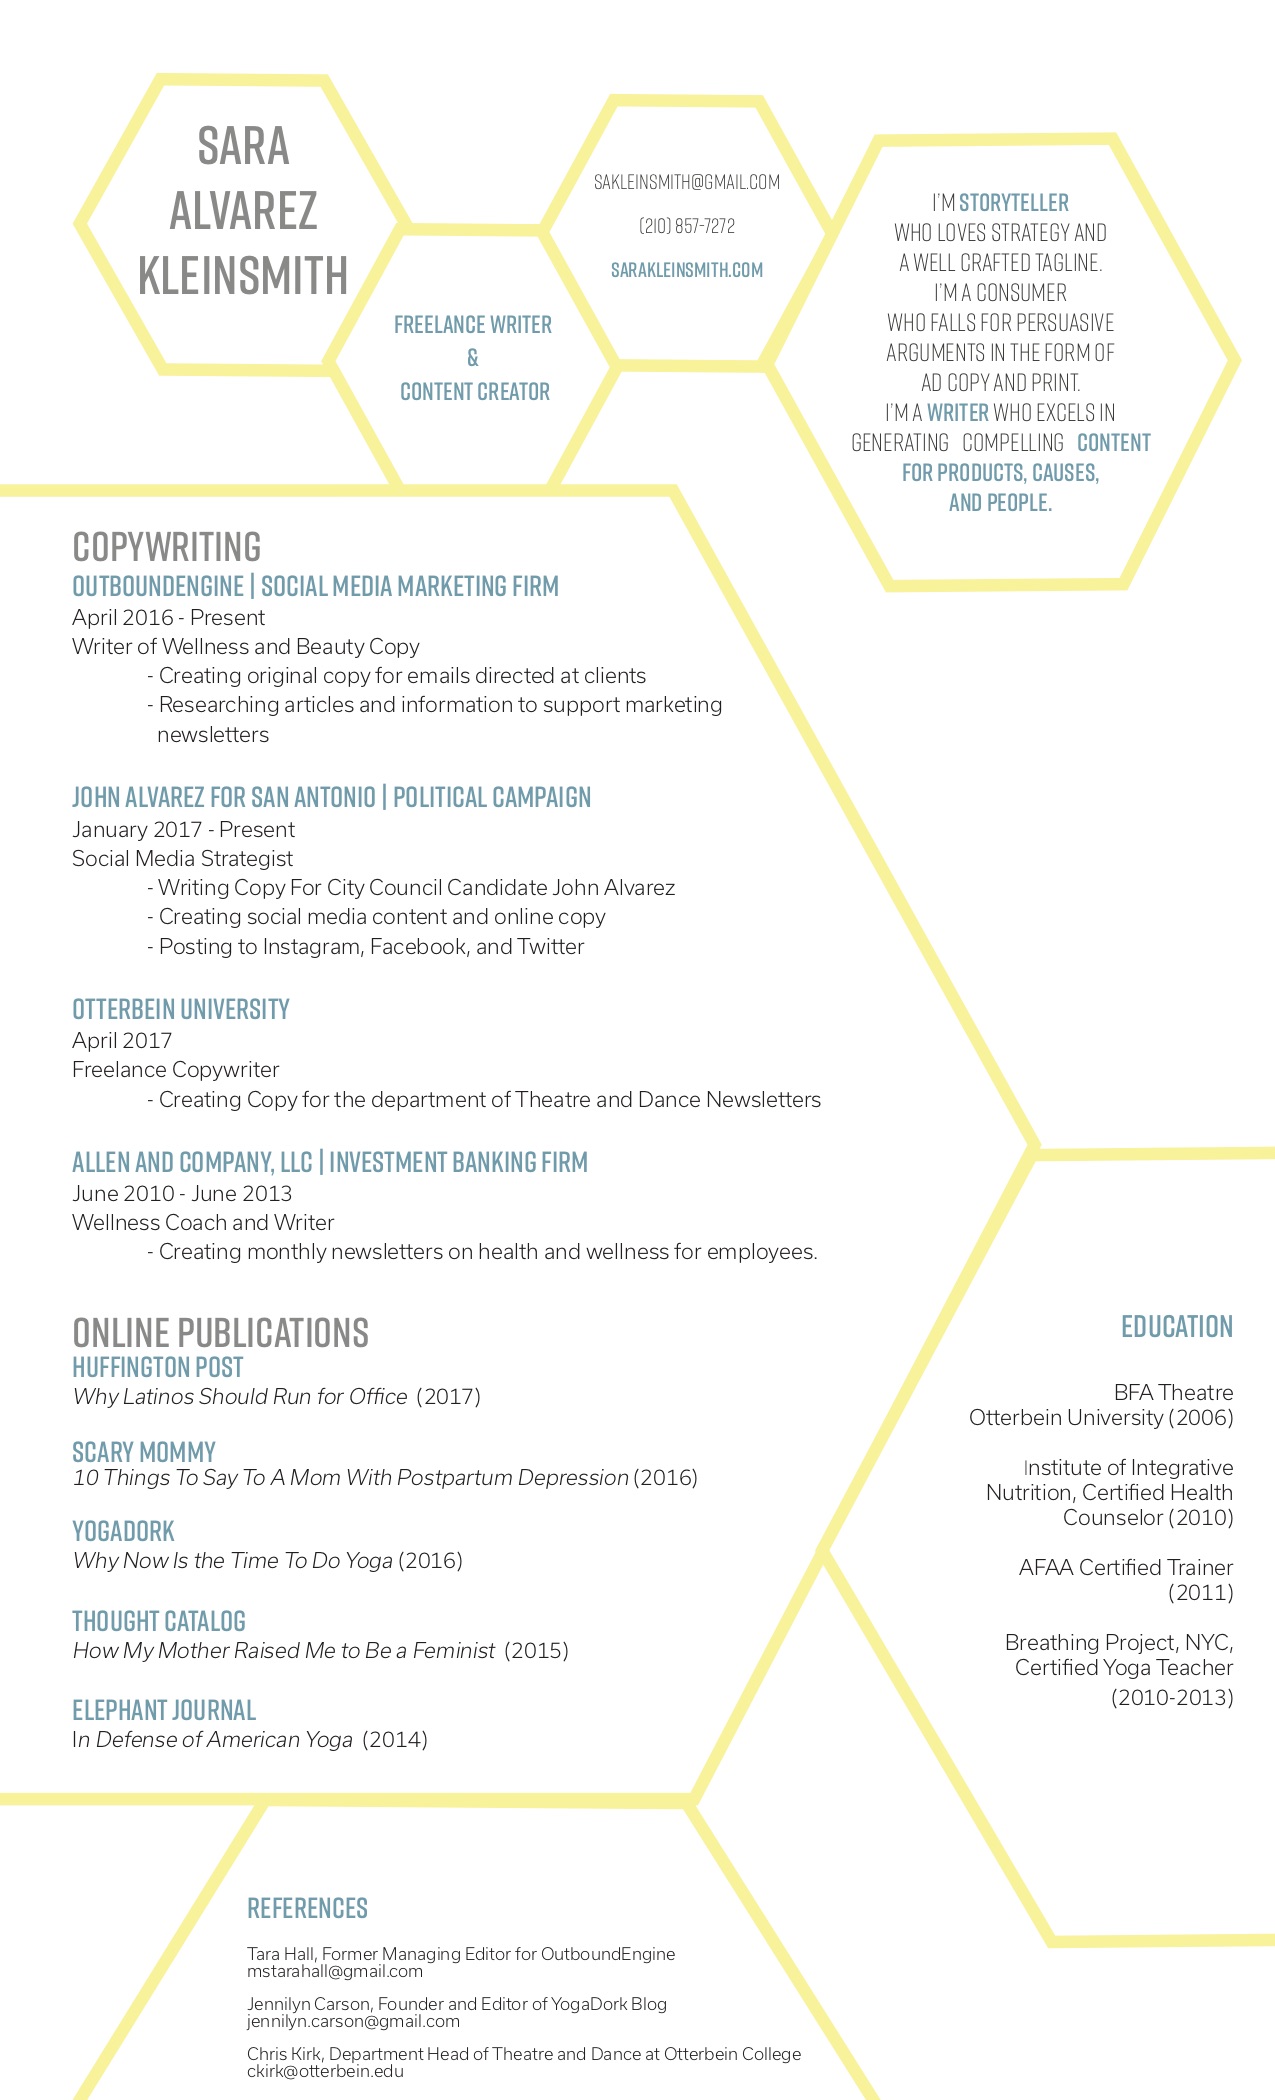 SARA
ALVAREZ
KLEINSMITH
FREELANCE WRITER
&
CONTENT CREATOR
SAKLEINSMITH@GMAIL.COM
(210) 857-7272
SARAKLEINSMITH.COM
I'M STORYTELLER
WHO LOVES STRATEGY AND
A WELL CRAFTED TAGLINE.
I'M A CONSUMER
WHO FALLS FOR PERSUASIVE
ARGUMENTS IN THE FORM OF
AD COPY AND PRINT.
I'M A WRITER WHO EXCELS IN
GENERATING COMPELLING CONTENT
FOR PRODUCTS, CAUSES,
AND PEOPLE.
COPYWRITING
OUTBOUNDENGINE | SOCIAL MEDIA MARKETING FIRM
April 2016 - Present
Writer of Wellness and Beauty Copy
- Creating original copy for emails directed at clients
- Researching articles and information to support marketing
newsletters
JOHN ALVAREZ FOR SAN ANTONIO | POLITICAL CAMPAIGN
January 2017 - Present
Social Media Strategist
- Writing Copy For City Council Candidate John Alvarez
- Creating social media content and online copy
- Posting to Instagram, Facebook, and Twitter
OTTERBEIN UNIVERSITY
April 2017
Freelance Copywriter
- Creating Copy for the department of Theatre and Dance Newsletters
ALLEN AND COMPANY, LLC | INVESTMENT BANKING FIRM
June 2010 - June 2013
Wellness Coach and Writer
- Creating monthly newsletters on health and wellness for employees.
ONLINE PUBLICATIONS
HUFFINGTON POST
Why Latinos Should Run for Office (2017)
SCARY MOMMY
10 Things To Say To A Mom With Postpartum Depression (2016)
YOGADORK
Why Now Is the Time To Do Yoga (2016)
THOUGHT CATALOG
How My Mother Raised Me to Be a Feminist (2015)
ELEPHANT JOURNAL
In Defense of American Yoga (2014)
EDUCATION
BFA Theatre
Otterbein University (2006)
Institute of Integrative
Nutrition, Certified Health
Counselor (2010)
AFAA Certified Trainer
(2011)
Breathing Project, NYC,
Certified Yoga Teacher
(2010-2013)
REFERENCES
Tara Hall, Former Managing Editor for OutboundEngine
mstarahall@gmail.com
Jennilyn Carson, Founder and Editor of YogaDork Blog
jennilyn.carson@gmail.com
Chris Kirk, Department Head of Theatre and Dance at Otterbein College
ckirk@otterbein.edu